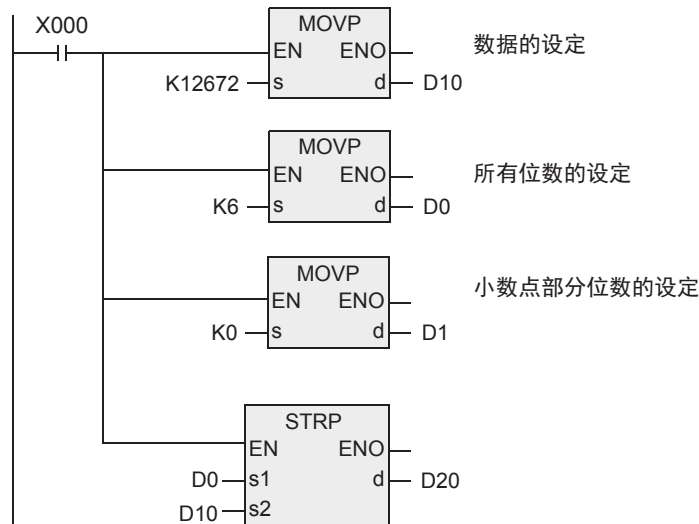 X000
MOVP
EN ENO
K12672 s d D10
数据的设定
MOVP
EN ENO
K6 s d D0
所有位数的设定
MOVP
EN ENO
K0 s d D1
小数点部分位数的设定
STRP
EN ENO
D0 s1 d D20
D10 s2